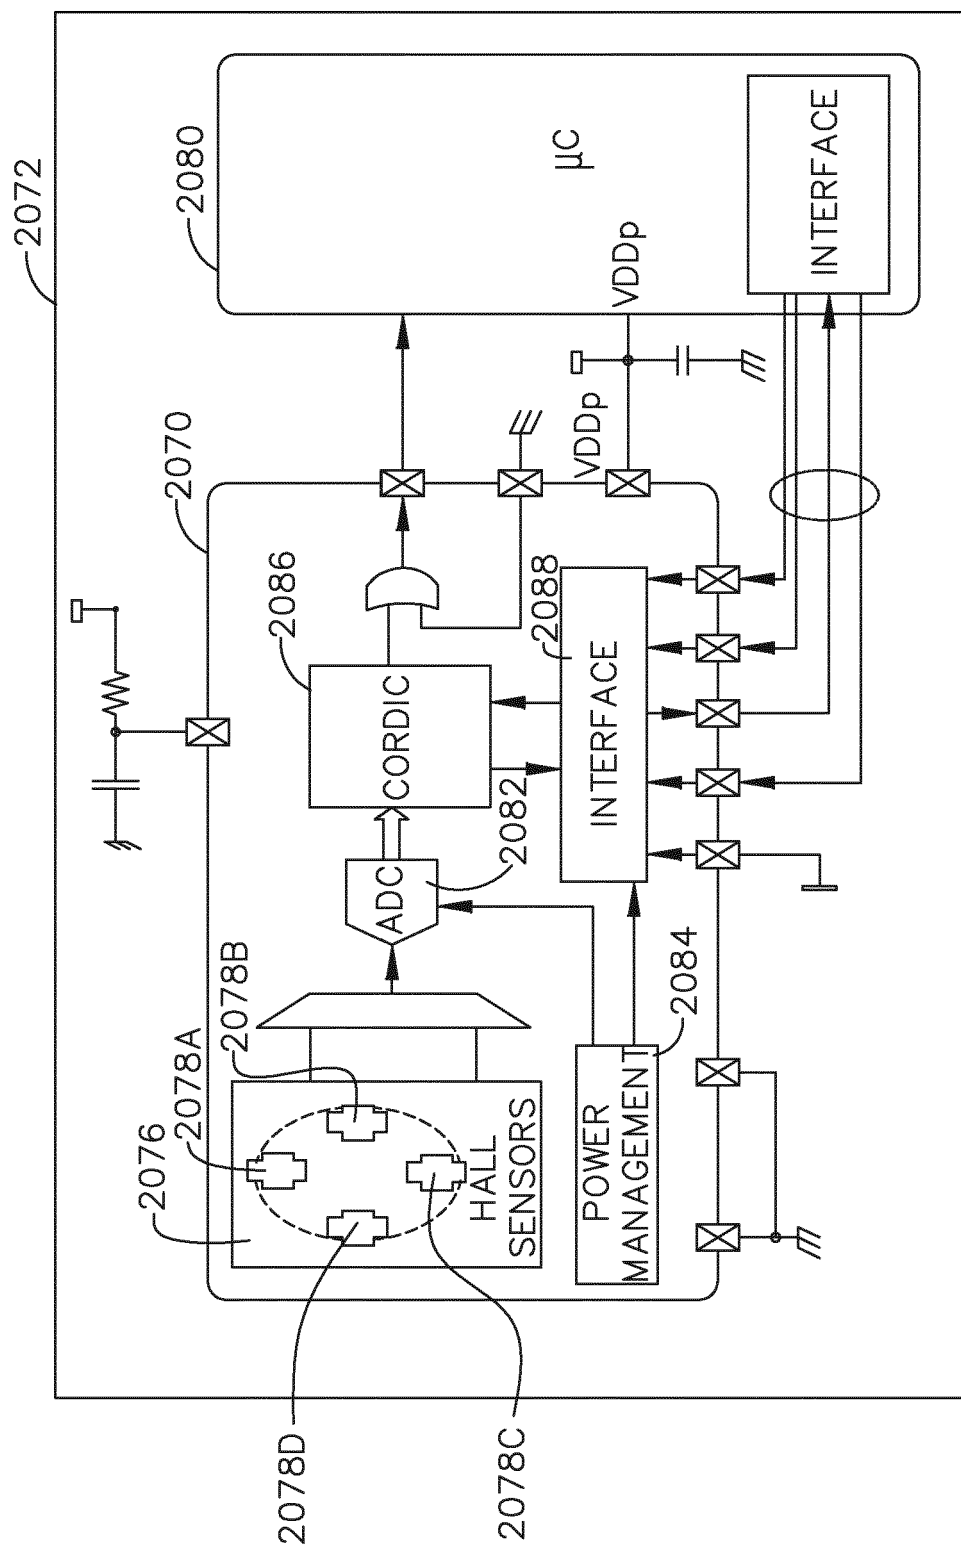 2072
2070
2080
2086
2076
2078A
2078B
2078D
2078C
HALL
SENSORS
ADC
2082
CORDIC
2088
INTERFACE
POWER
MANAGEMENT
2084
VDDp
VDDp
µC
INTERFACE